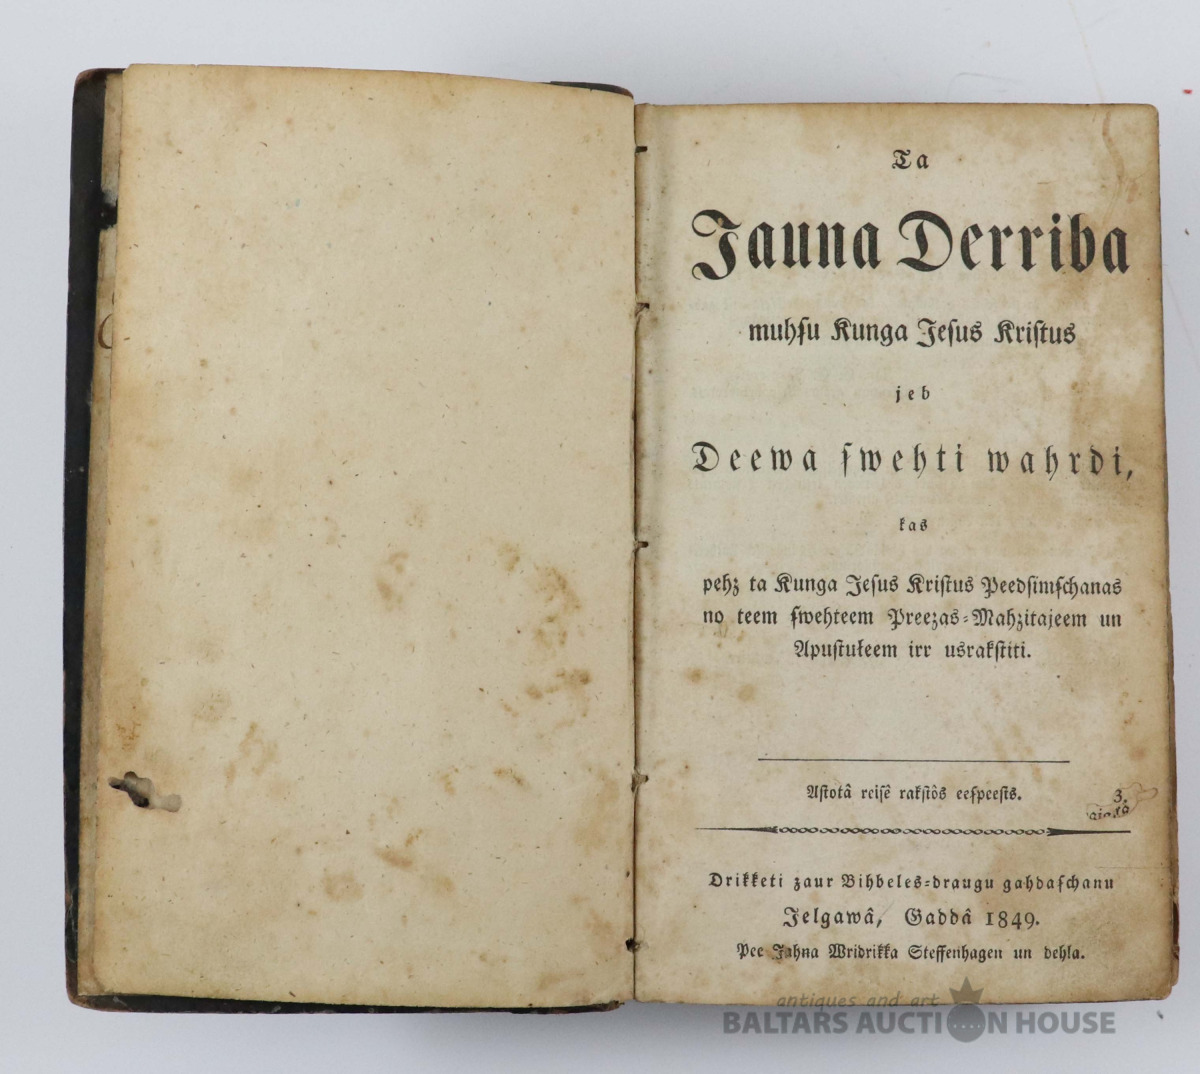 Ta
Jauna Derriba
muhſu Kunga Jeſus Kriſtus
jeb
Deewa ſwehti wahrdi,
kas
pehz ta Kunga Jeſus Kriſtus Peedſimſchanas
no teem ſwehteem Preezas-Mahzitajeem un
Apuſtuleem irr usrakſtiti.
Aſtotâ reiſê rakſtôs eeſpeeſts.
3.
Drikketi zaur Bihbeles-draugu gahdaſchanu
Jelgawâ, Gaddâ 1849.
Pee Jahna Wridrikka Steffenhagen un dehla.
antiques and art
BALTARS AUCTION HOUSE